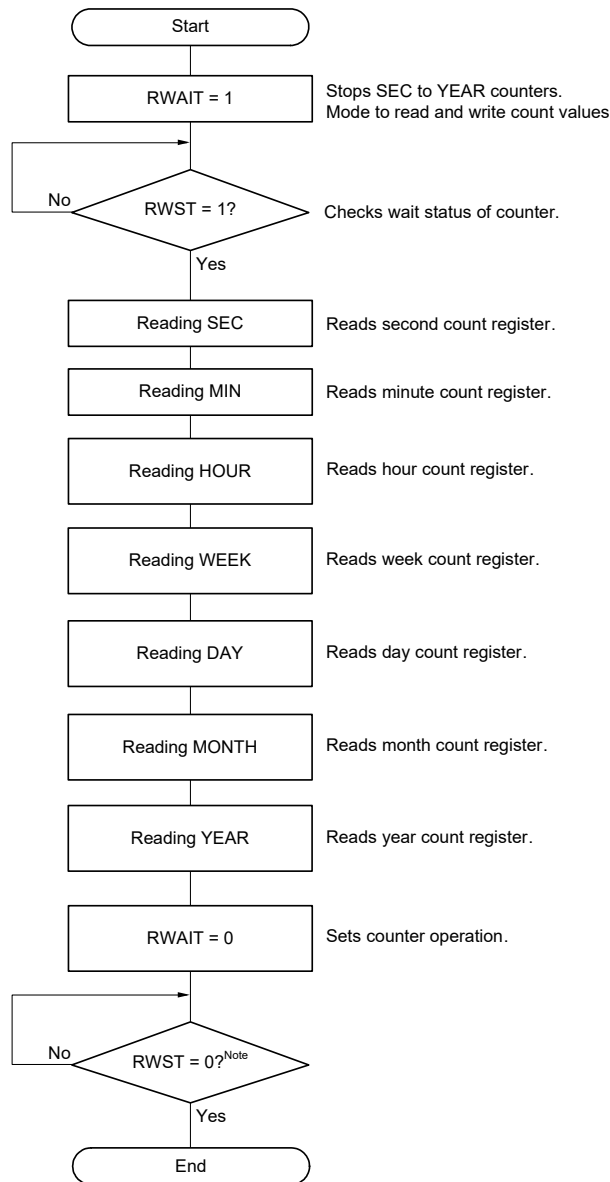 Start
RWAIT = 1
Stops SEC to YEAR counters.
Mode to read and write count values
No
RWST = 1?
Checks wait status of counter.
Yes
Reading SEC
Reads second count register.
Reading MIN
Reads minute count register.
Reading HOUR
Reads hour count register.
Reading WEEK
Reads week count register.
Reading DAY
Reads day count register.
Reading MONTH
Reads month count register.
Reading YEAR
Reads year count register.
RWAIT = 0
Sets counter operation.
No
RWST = 0?Note
Yes
End